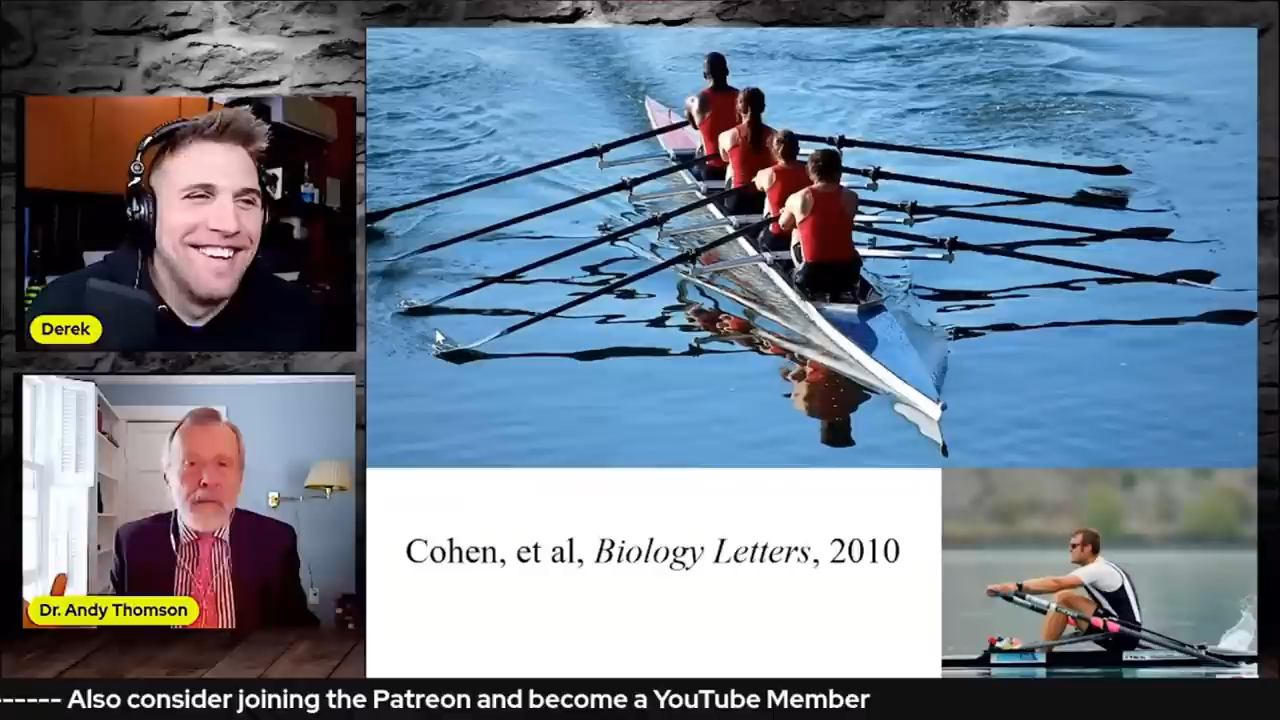 Derek
Dr. Andy Thomson
Cohen, et al, Biology Letters, 2010
------ Also consider joining the Patreon and become a YouTube Member